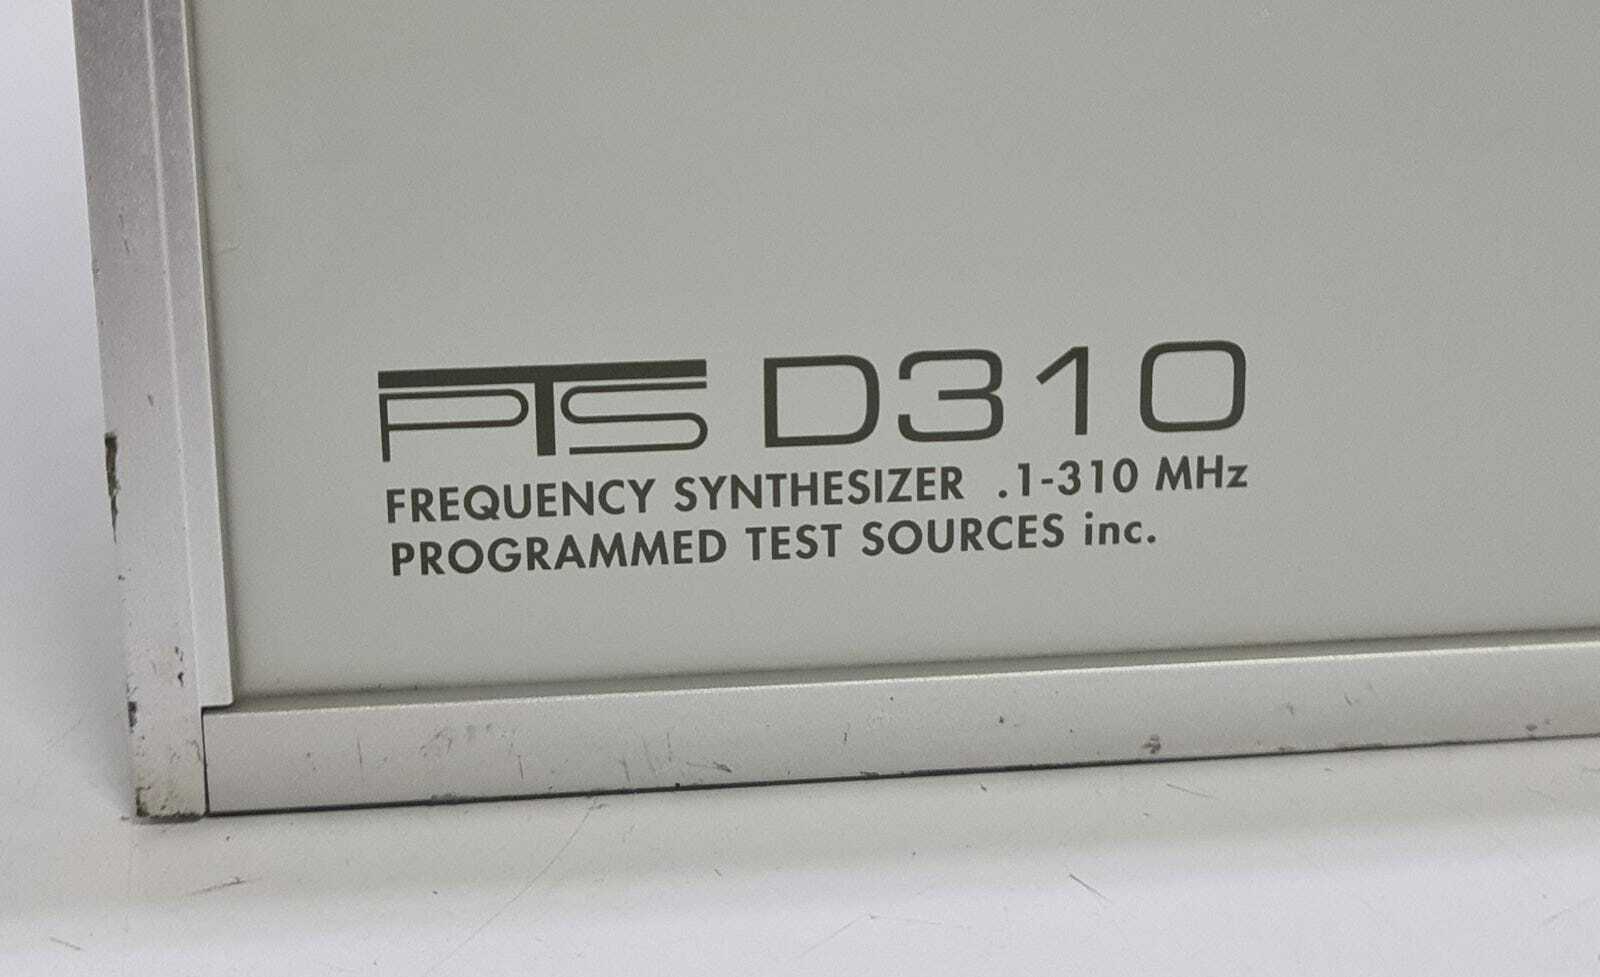 PTS D310
FREQUENCY SYNTHESIZER .1-310 MHz
PROGRAMMED TEST SOURCES inc.